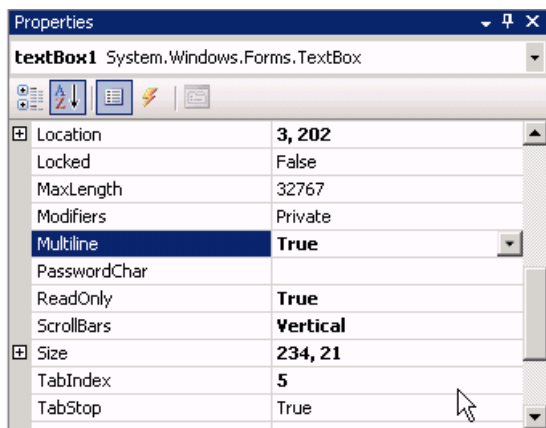 Properties
textBox1 System.Windows.Forms.TextBox
Location 3, 202
Locked False
MaxLength 32767
Modifiers Private
Multiline True
PasswordChar
ReadOnly True
ScrollBars Vertical
Size 234, 21
TabIndex 5
TabStop True